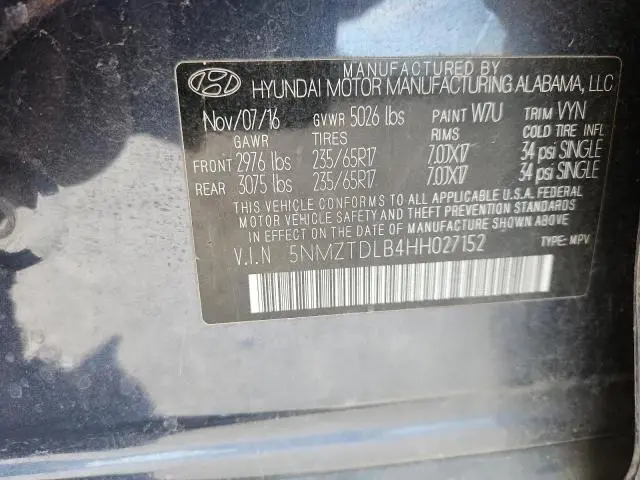 MANUFACTURED BY
HYUNDAI MOTOR MANUFACTURING ALABAMA, LLC
Nov/07/16 GVWR 5026 lbs PAINT W7U TRIM VYN
GAWR TIRES RIMS COLD TIRE INFL
FRONT 2976 lbs 235/65R17 7.0JX17 34 psi SINGLE
REAR 3075 lbs 235/65R17 7.0JX17 34 psi SINGLE
THIS VEHICLE CONFORMS TO ALL APPLICABLE U.S.A. FEDERAL
MOTOR VEHICLE SAFETY AND THEFT PREVENTION STANDARDS
IN EFFECT ON THE DATE OF MANUFACTURE SHOWN ABOVE.
V.I.N 5NMZTDLB4HH027152 TYPE: MPV